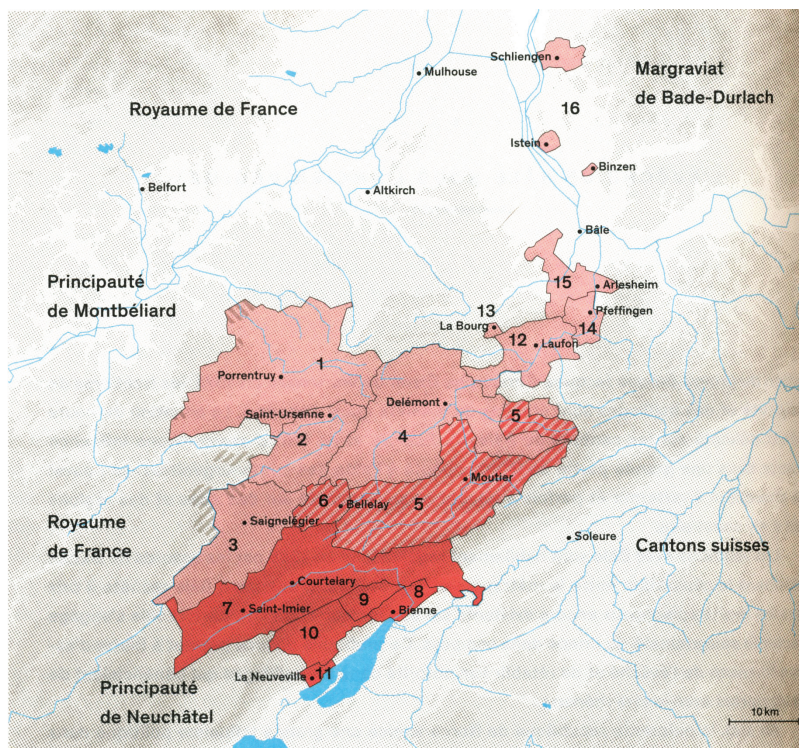 Schliengen
Mulhouse
Margraviat
de Bade-Durlach
Royaume de France
16
Istein
Binzen
Belfort
Altkirch
Bâle
Principauté
de Montbéliard
15
Arlesheim
13
La Bourg
Pfeffingen
14
12
Laufon
1
Porrentruy
Delémont
Saint-Ursanne
5
2
4
Moutier
6
Bellelay
5
Royaume
de France
Saignelégier
3
Soleure
Cantons suisses
Courtelary
8
9
7
Saint-Imier
Bienne
10
11
La Neuveville
Principauté
de Neuchâtel
10 km